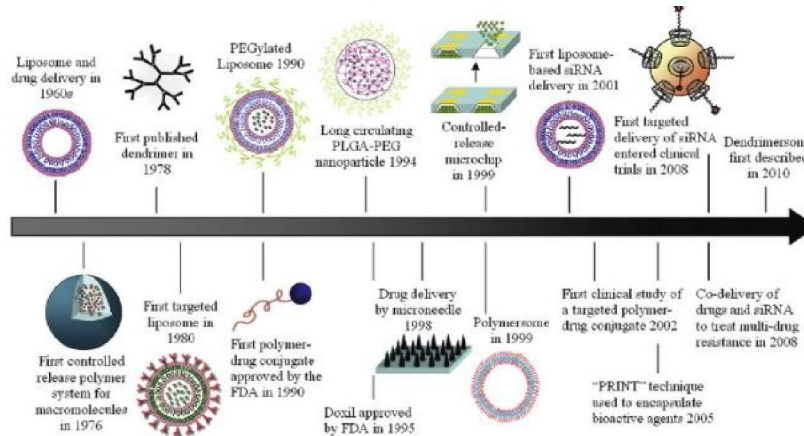 Liposome and
drug delivery in
1960s
First published
dendrimer in
1978
PEGylated
Liposome 1990
Long circulating
PLGA-PEG
nanoparticle 1994
Controlled-
release microchip
in 1999
First liposome-
based siRNA
delivery in 2001
First targeted
delivery of siRNA
entered clinical
trials in 2008
Dendrimersom
first describe
in 2010
First controlled
release polymer
system for
macromolecules
in 1976
First targeted
liposome in
1980
First polymer-
drug conjugate
approved by the
FDA in 1990
Doxil approved
by FDA in 1995
Drug delivery
by microneedle
1998
Polymersome
in 1999
First clinical study of
a targeted polymer-
drug conjugate 2002
"PRINT" technique
used to encapsulate
bioactive agents 2005
Co-delivery of
drugs and siRNA
to treat multi-drug
resistance in 2008